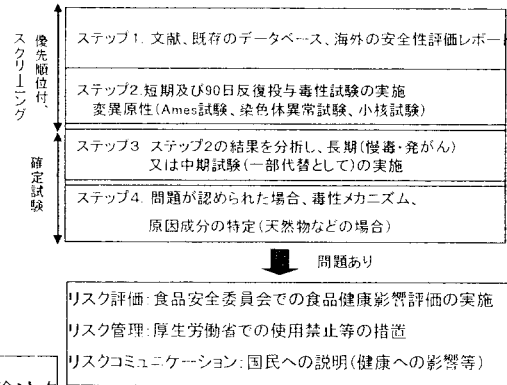 優先順位付、
スクリーニング
ステップ1. 文献、既存のデータベース、海外の安全性評価レポー
ステップ2. 短期及び90日反復投与毒性試験の実施
変異原性(Ames試験、染色体異常試験、小核試験)
確定試験
ステップ3 ステップ2の結果を分析し、長期(慢毒・発がん)
又は中期試験(一部代替として)の実施
ステップ4. 問題が認められた場合、毒性メカニズム、
原因成分の特定(天然物などの場合)
問題あり
リスク評価: 食品安全委員会での食品健康影響評価の実施
リスク管理: 厚生労働省での使用禁止等の措置
リスクコミュニケーション: 国民への説明(健康への影響等)